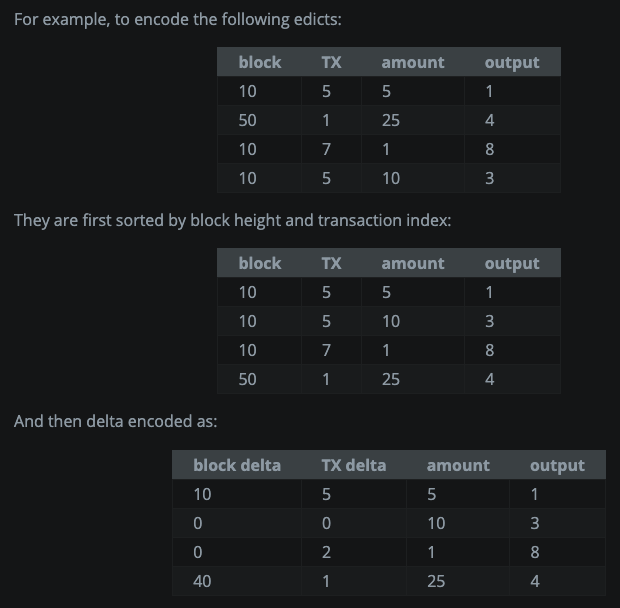 For example, to encode the following edicts:
block TX amount output
10 5 5 1
50 1 25 4
10 7 1 8
10 5 10 3
They are first sorted by block height and transaction index:
block TX amount output
10 5 5 1
10 5 10 3
10 7 1 8
50 1 25 4
And then delta encoded as:
block delta TX delta amount output
10 5 5 1
0 0 10 3
0 2 1 8
40 1 25 4